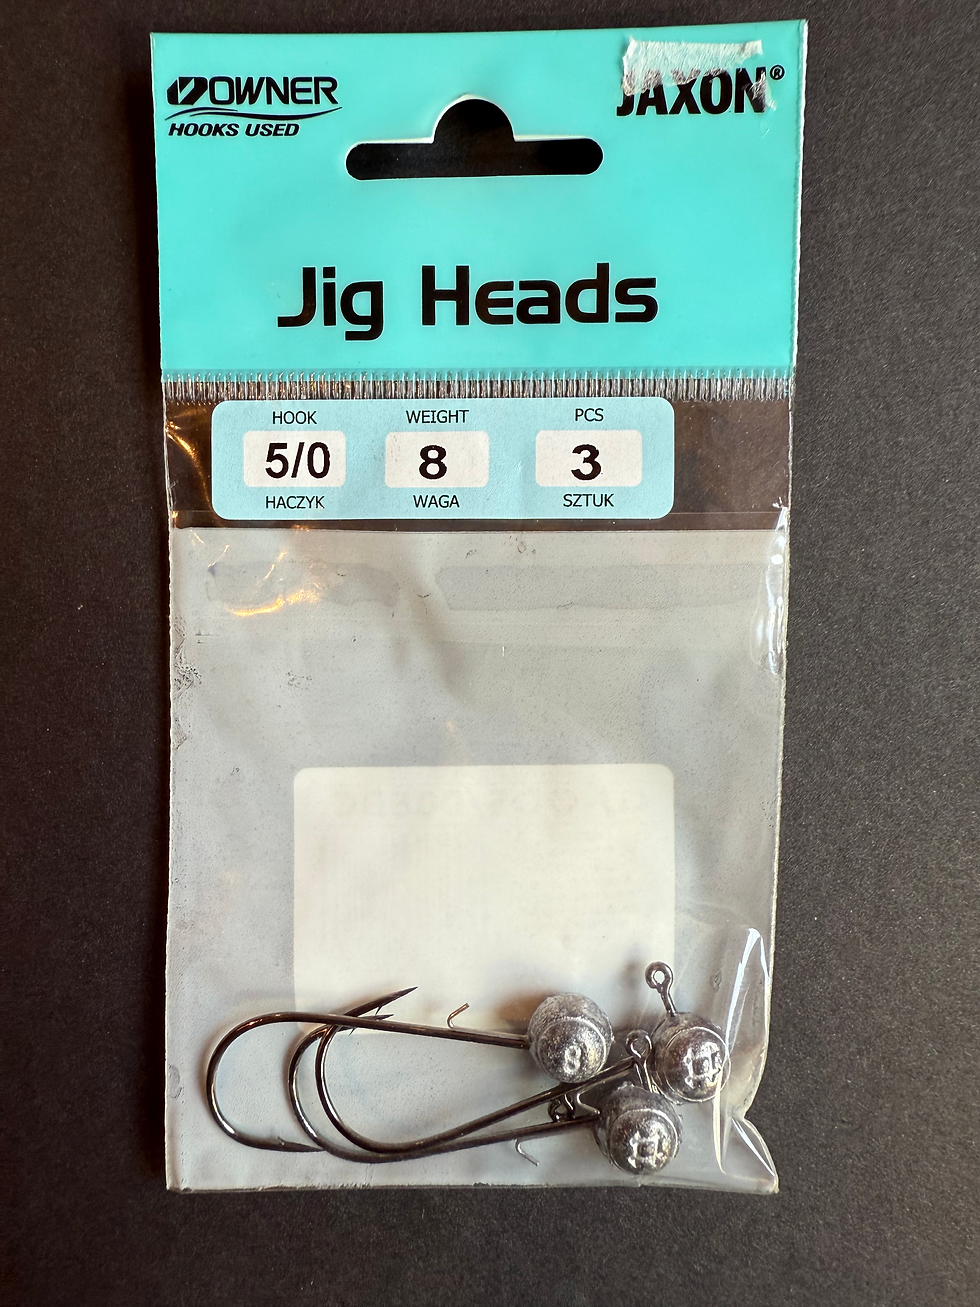 OWNER
HOOKS USED
JAXON®
Jig Heads
HOOK WEIGHT PCS
5/0 8 3
HACZYK WAGA SZTUK